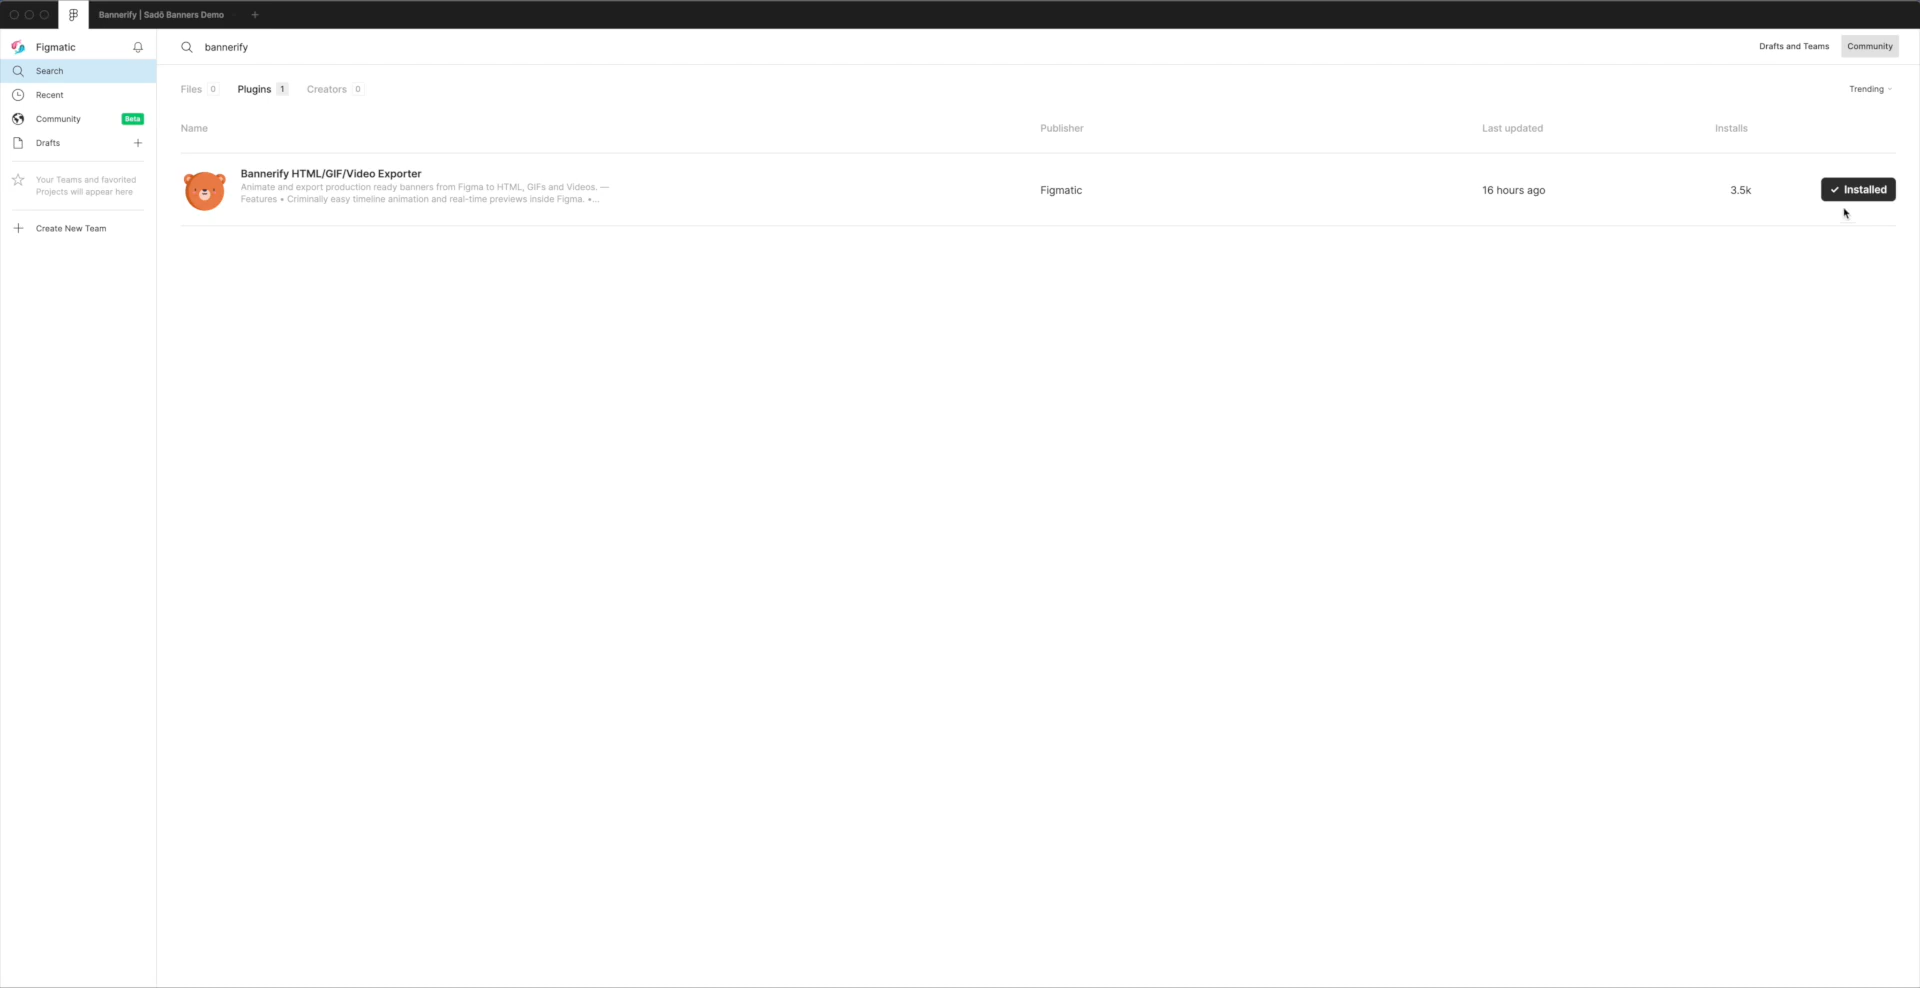 Bannerify | Sadō Banners Demo
Figmatic
Search
Recent
Community Beta
Drafts
Your Teams and favorited
Projects will appear here
Create New Team
bannerify
Drafts and Teams Community
Files 0 Plugins 1 Creators 0
Trending
Name Publisher Last updated Installs
Bannerify HTML/GIF/Video Exporter
Animate and export production ready banners from Figma to HTML, GIFs and Videos. —
Features • Criminally easy timeline animation and real-time previews inside Figma. •...
Figmatic 16 hours ago 3.5k Installed